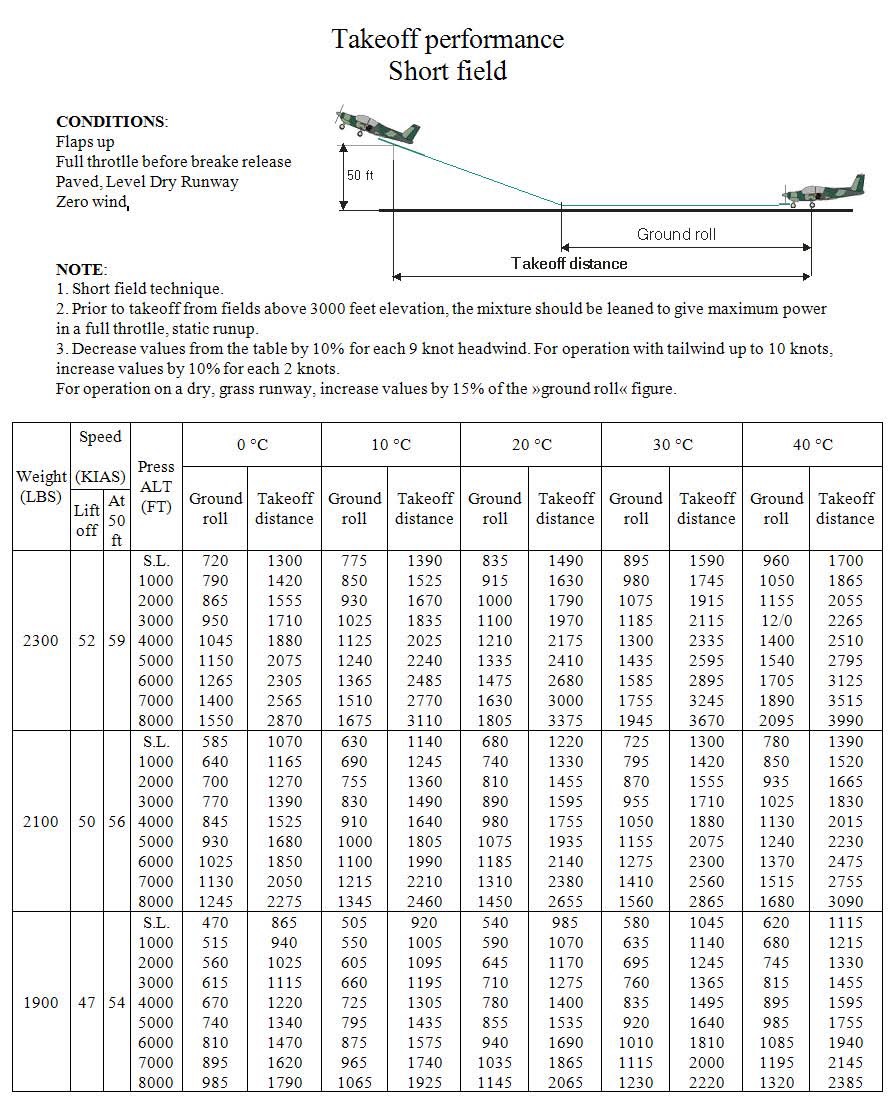 Takeoff performance
Short field
CONDITIONS:
Flaps up
Full throtlle before breake release
Paved, Level Dry Runway
Zero wind,
50 ft
Ground roll
Takeoff distance
NOTE:
1. Short field technique.
2. Prior to takeoff from fields above 3000 feet elevation, the mixture should be leaned to give maximum power
in a full throtlle, static runup.
3. Decrease values from the table by 10% for each 9 knot headwind. For operation with tailwind up to 10 knots,
increase values by 10% for each 2 knots.
For operation on a dry, grass runway, increase values by 15% of the »ground roll« figure.
Weight (LBS) Speed (KIAS) Press ALT (FT) 0 °C 10 °C 20 °C 30 °C 40 °C
Lift off At 50 ft Ground roll Takeoff distance Ground roll Takeoff distance Ground roll Takeoff distance Ground roll Takeoff distance Ground roll Takeoff distance
S.L. 720 1300 775 1390 835 1490 895 1590 960 1700
1000 790 1420 850 1525 915 1630 980 1745 1050 1865
2000 865 1555 930 1670 1000 1790 1075 1915 1155 2055
3000 950 1710 1025 1835 1100 1970 1185 2115 12/0 2265
2300 52 59 4000 1045 1880 1125 2025 1210 2175 1300 2335 1400 2510
5000 1150 2075 1240 2240 1335 2410 1435 2595 1540 2795
6000 1265 2305 1365 2485 1475 2680 1585 2895 1705 3125
7000 1400 2565 1510 2770 1630 3000 1755 3245 1890 3515
8000 1550 2870 1675 3110 1805 3375 1945 3670 2095 3990
S.L. 585 1070 630 1140 680 1220 725 1300 780 1390
1000 640 1165 690 1245 740 1330 795 1420 850 1520
2000 700 1270 755 1360 810 1455 870 1555 935 1665
3000 770 1390 830 1490 890 1595 955 1710 1025 1830
2100 50 56 4000 845 1525 910 1640 980 1755 1050 1880 1130 2015
5000 930 1680 1000 1805 1075 1935 1155 2075 1240 2230
6000 1025 1850 1100 1990 1185 2140 1275 2300 1370 2475
7000 1130 2050 1215 2210 1310 2380 1410 2560 1515 2755
8000 1245 2275 1345 2460 1450 2655 1560 2865 1680 3090
S.L. 470 865 505 920 540 985 580 1045 620 1115
1000 515 940 550 1005 590 1070 635 1140 680 1215
2000 560 1025 605 1095 645 1170 695 1245 745 1330
3000 615 1115 660 1195 710 1275 760 1365 815 1455
1900 47 54 4000 670 1220 725 1305 780 1400 835 1495 895 1595
5000 740 1340 795 1435 855 1535 920 1640 985 1755
6000 810 1470 875 1575 940 1690 1010 1810 1085 1940
7000 895 1620 965 1740 1035 1865 1115 2000 1195 2145
8000 985 1790 1065 1925 1145 2065 1230 2220 1320 2385